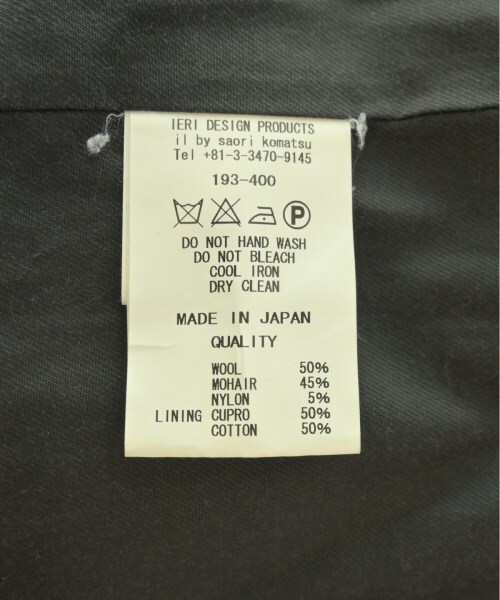 IERI DESIGN PRODUCTS
il by saori komatsu
Tel +81-3-3470-9145
193-400
P
DO NOT HAND WASH
DO NOT BLEACH
COOL IRON
DRY CLEAN
MADE IN JAPAN
QUALITY
WOOL 50%
MOHAIR 45%
NYLON 5%
LINING CUPRO 50%
COTTON 50%